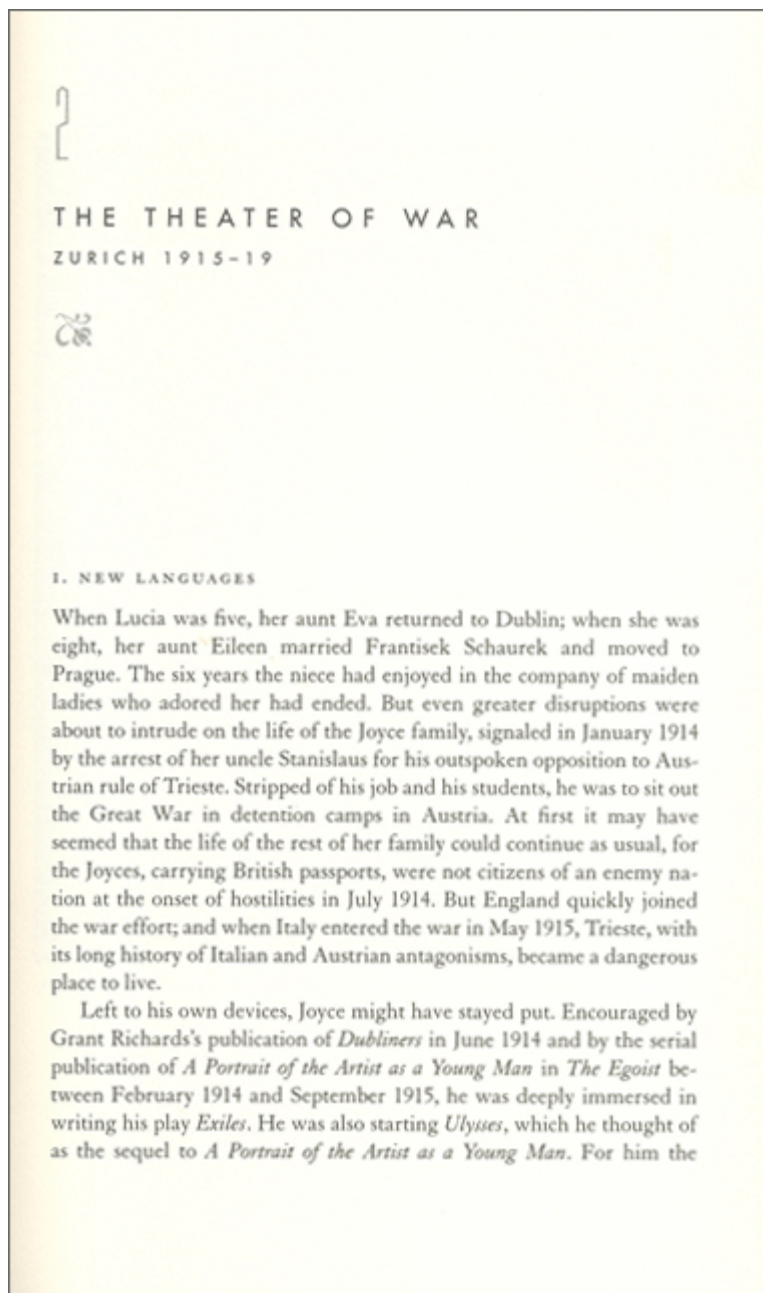 2
THE THEATER OF WAR
ZURICH 1915–19
I. NEW LANGUAGES
When Lucia was five, her aunt Eva returned to Dublin; when she was
eight, her aunt Eileen married Frantisek Schaurek and moved to
Prague. The six years the niece had enjoyed in the company of maiden
ladies who adored her had ended. But even greater disruptions were
about to intrude on the life of the Joyce family, signaled in January 1914
by the arrest of her uncle Stanislaus for his outspoken opposition to Aus-
trian rule of Trieste. Stripped of his job and his students, he was to sit out
the Great War in detention camps in Austria. At first it may have
seemed that the life of the rest of her family could continue as usual, for
the Joyces, carrying British passports, were not citizens of an enemy na-
tion at the onset of hostilities in July 1914. But England quickly joined
the war effort; and when Italy entered the war in May 1915, Trieste, with
its long history of Italian and Austrian antagonisms, became a dangerous
place to live.
Left to his own devices, Joyce might have stayed put. Encouraged by
Grant Richards's publication of Dubliners in June 1914 and by the serial
publication of A Portrait of the Artist as a Young Man in The Egoist be-
tween February 1914 and September 1915, he was deeply immersed in
writing his play Exiles. He was also starting Ulysses, which he thought of
as the sequel to A Portrait of the Artist as a Young Man. For him the